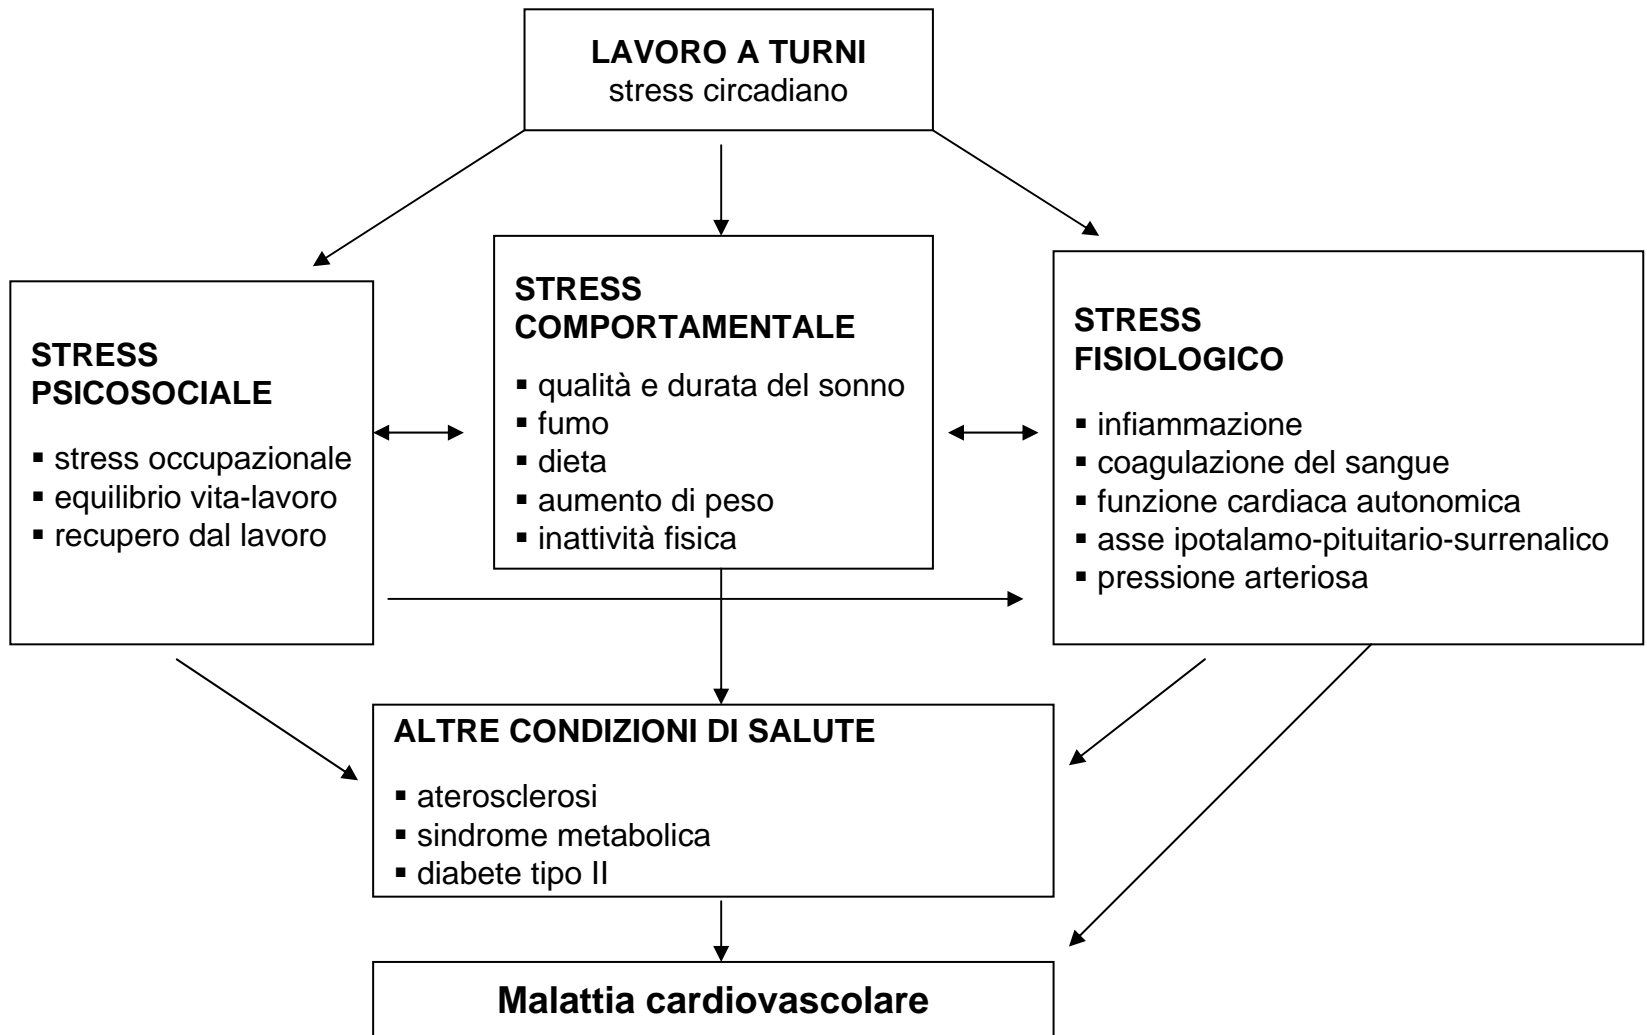 LAVORO A TURNI
stress circadiano
STRESS
PSICOSOCIALE
▪ stress occupazionale
▪ equilibrio vita-lavoro
▪ recupero dal lavoro
STRESS
COMPORTAMENTALE
▪ qualità e durata del sonno
▪ fumo
▪ dieta
▪ aumento di peso
▪ inattività fisica
STRESS
FISIOLOGICO
▪ infiammazione
▪ coagulazione del sangue
▪ funzione cardiaca autonomica
▪ asse ipotalamo-pituitario-surrenalico
▪ pressione arteriosa
ALTRE CONDIZIONI DI SALUTE
▪ aterosclerosi
▪ sindrome metabolica
▪ diabete tipo II
Malattia cardiovascolare